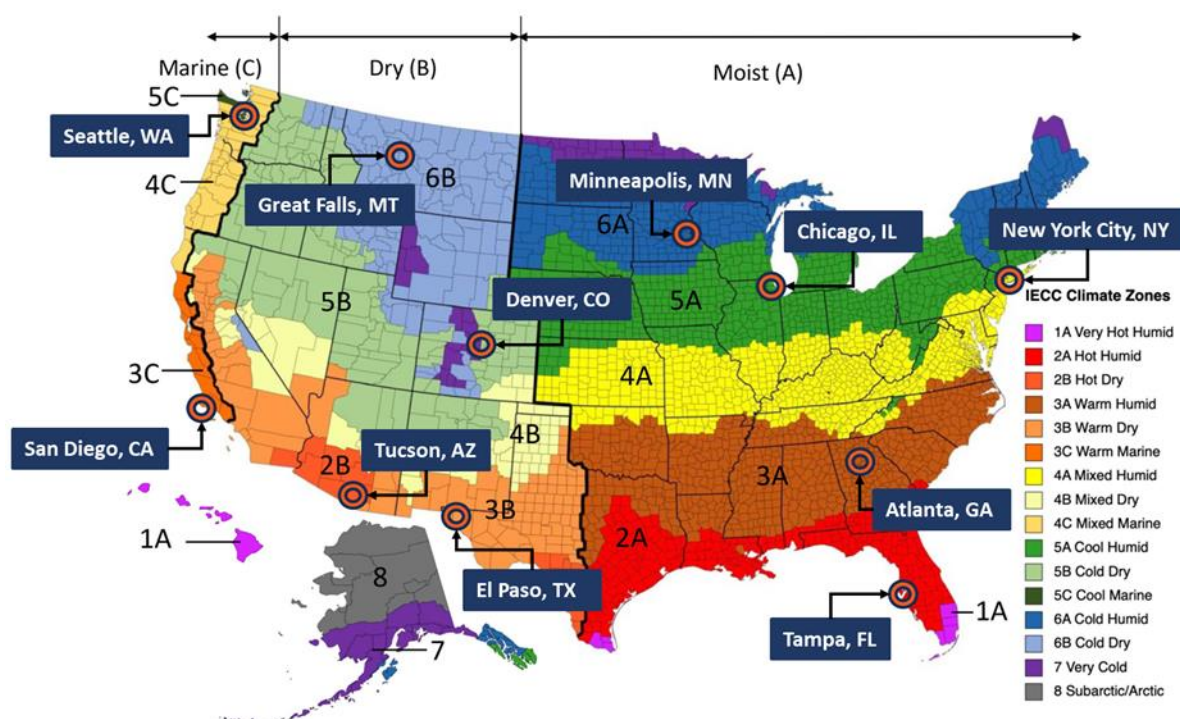 Marine (C)
Dry (B)
Moist (A)
5C
Seattle, WA
4C
Great Falls, MT
6B
Minneapolis, MN
6A
Chicago, IL
New York City, NY
5B
Denver, CO
5A
3C
4A
San Diego, CA
2B
Tucson, AZ
4B
3B
3A
Atlanta, GA
1A
8
El Paso, TX
2A
Tampa, FL
1A
7
IECC Climate Zones
1A Very Hot Humid
2A Hot Humid
2B Hot Dry
3A Warm Humid
3B Warm Dry
3C Warm Marine
4A Mixed Humid
4B Mixed Dry
4C Mixed Marine
5A Cool Humid
5B Cold Dry
5C Cool Marine
6A Cold Humid
6B Cold Dry
7 Very Cold
8 Subarctic/Arctic